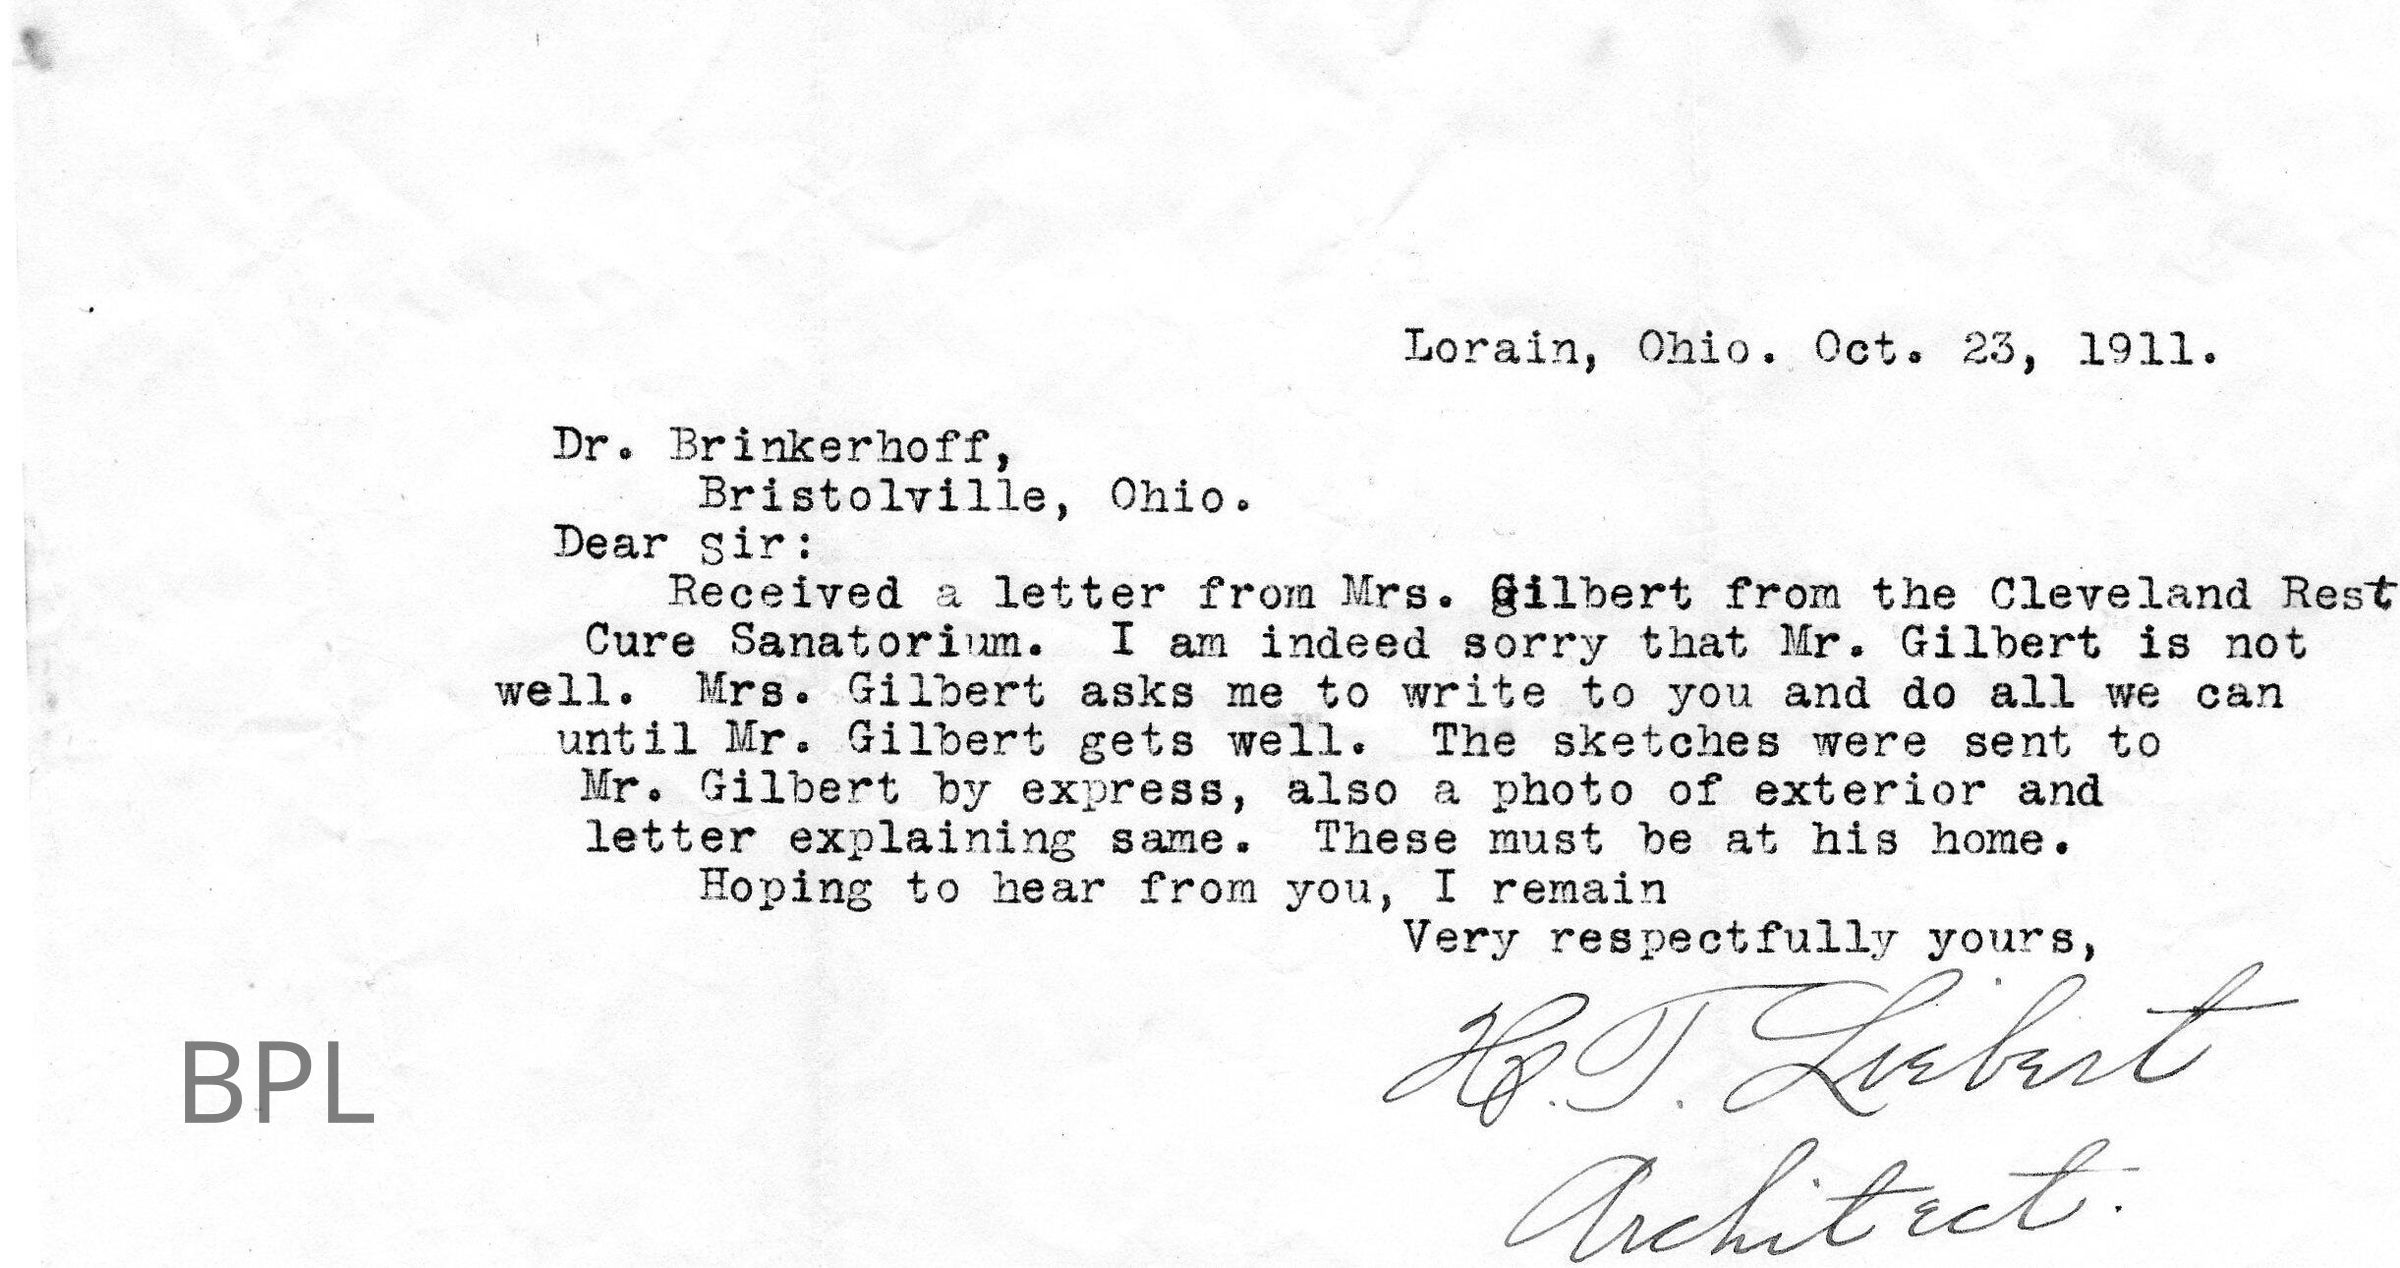 Lorain, Ohio. Oct. 23, 1911.
Dr. Brinkerhoff,
Bristolville, Ohio.
Dear sir:
Received a letter from Mrs. Gilbert from the Cleveland Rest
Cure Sanatorium. I am indeed sorry that Mr. Gilbert is not
well. Mrs. Gilbert asks me to write to you and do all we can
until Mr. Gilbert gets well. The sketches were sent to
Mr. Gilbert by express, also a photo of exterior and
letter explaining same. These must be at his home.
Hoping to hear from you, I remain
Very respectfully yours,
H. T. Liebert
Architect.
BPL